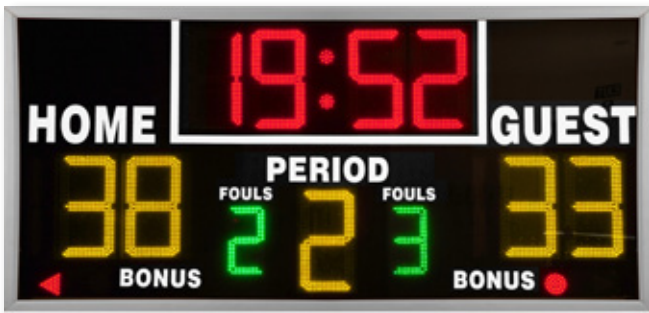 19:52
HOME GUEST
38 PERIOD 33
FOULS FOULS
2 2 3
BONUS BONUS